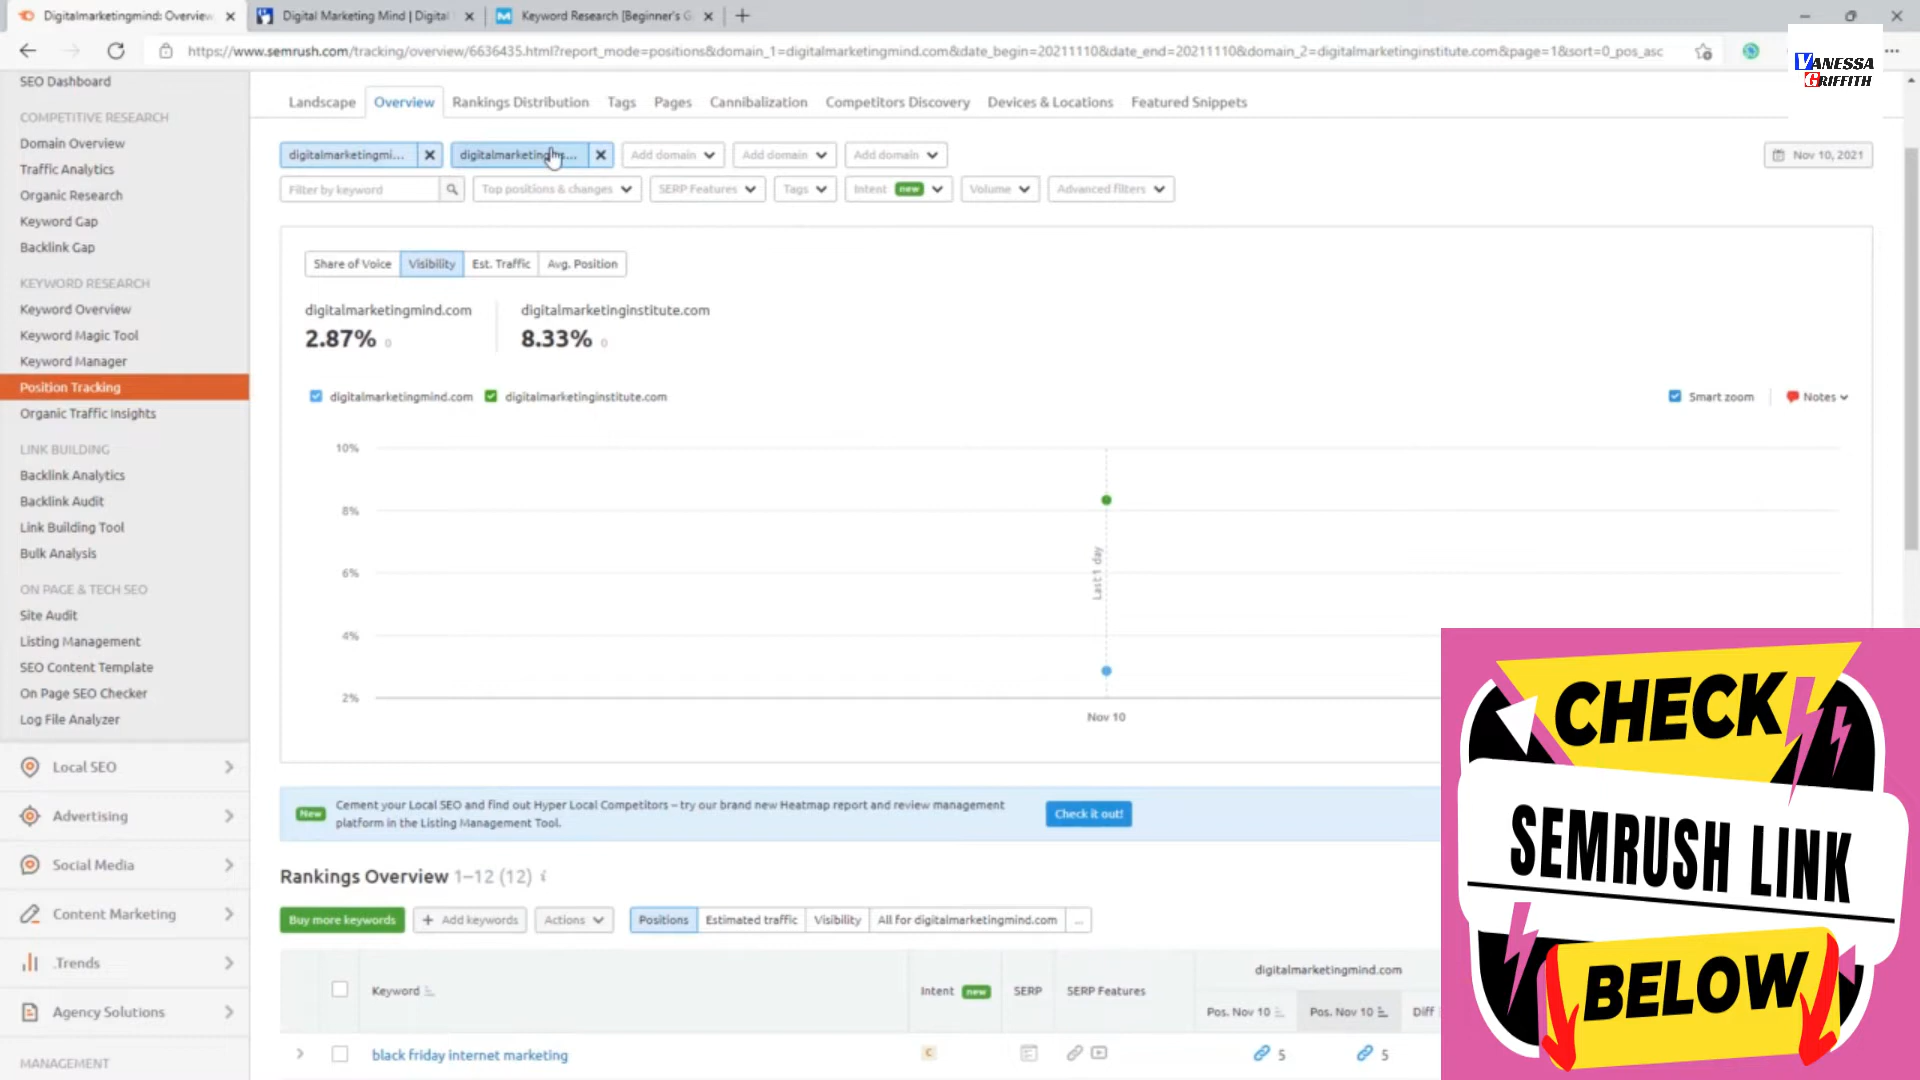 Digitalmarketingmind: Overview
Digital Marketing Mind | Digital
Keyword Research [Beginner's G
https://www.semrush.com/tracking/overview/6636435.html?report_mode=positions&domain_1=digitalmarketingmind.com&date_begin=20211110&date_end=20211110&domain_2=digitalmarketinginstitute.com&page=1&sort=0_pos_asc
VANESSA
GRIFFITH
SEO Dashboard
COMPETITIVE RESEARCH
Domain Overview
Traffic Analytics
Organic Research
Keyword Gap
Backlink Gap
KEYWORD RESEARCH
Keyword Overview
Keyword Magic Tool
Keyword Manager
Position Tracking
Organic Traffic Insights
LINK BUILDING
Backlink Analytics
Backlink Audit
Link Building Tool
Bulk Analysis
ON PAGE & TECH SEO
Site Audit
Listing Management
SEO Content Template
On Page SEO Checker
Log File Analyzer
Local SEO
Advertising
Social Media
Content Marketing
.Trends
Agency Solutions
MANAGEMENT
Landscape Overview Rankings Distribution Tags Pages Cannibalization Competitors Discovery Devices & Locations Featured Snippets
digitalmarketingmi... digitalmarketingins... Add domain Add domain Add domain Nov 10, 2021
Filter by keyword Top positions & changes SERP Features Tags Intent new Volume Advanced filters
Share of Voice Visibility Est. Traffic Avg. Position
digitalmarketingmind.com digitalmarketinginstitute.com
2.87% 0 8.33% 0
digitalmarketingmind.com digitalmarketinginstitute.com Smart zoom Notes
10%
8%
6%
4%
2%
Last 1 day
Nov 10
New
Cement your Local SEO and find out Hyper Local Competitors – try our brand new Heatmap report and review management
platform in the Listing Management Tool.
Check it out!
Rankings Overview 1–12 (12) i
Buy more keywords + Add keywords Actions Positions Estimated traffic Visibility All for digitalmarketingmind.com ...
digitalmarketingmind.com
Keyword Intent new SERP SERP Features
Pos. Nov 10 Pos. Nov 10 Diff
black friday internet marketing C 5 5
CHECK
SEMRUSH LINK
BELOW